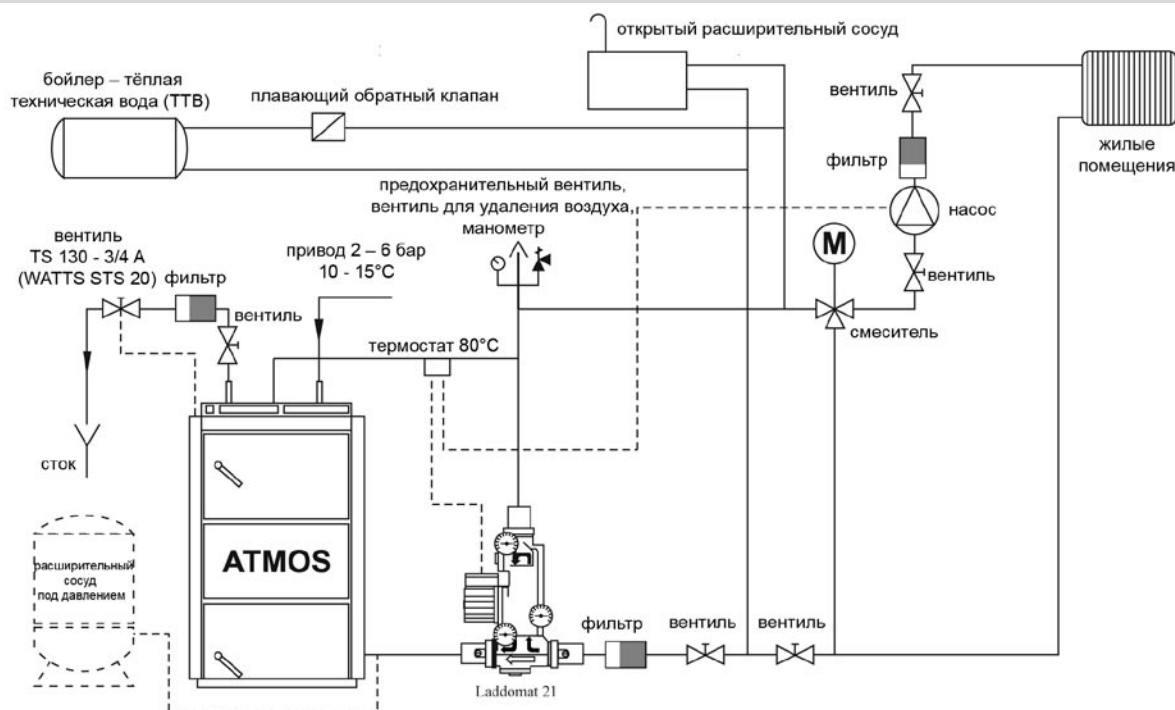 открытый расширительный сосуд
бойлер – тёплая
техническая вода (ТТВ)
плавающий обратный клапан
вентиль
фильтр
жилые
помещения
предохранительный вентиль,
вентиль для удаления воздуха,
манометр
насос
вентиль
TS 130 - 3/4 A
(WATTS STS 20)
фильтр
привод 2 – 6 бар
10 - 15°C
M
вентиль
вентиль
смеситель
термостат 80°C
сток
ATMOS
расширительный
сосуд
под давлением
фильтр
вентиль
вентиль
Laddomat 21